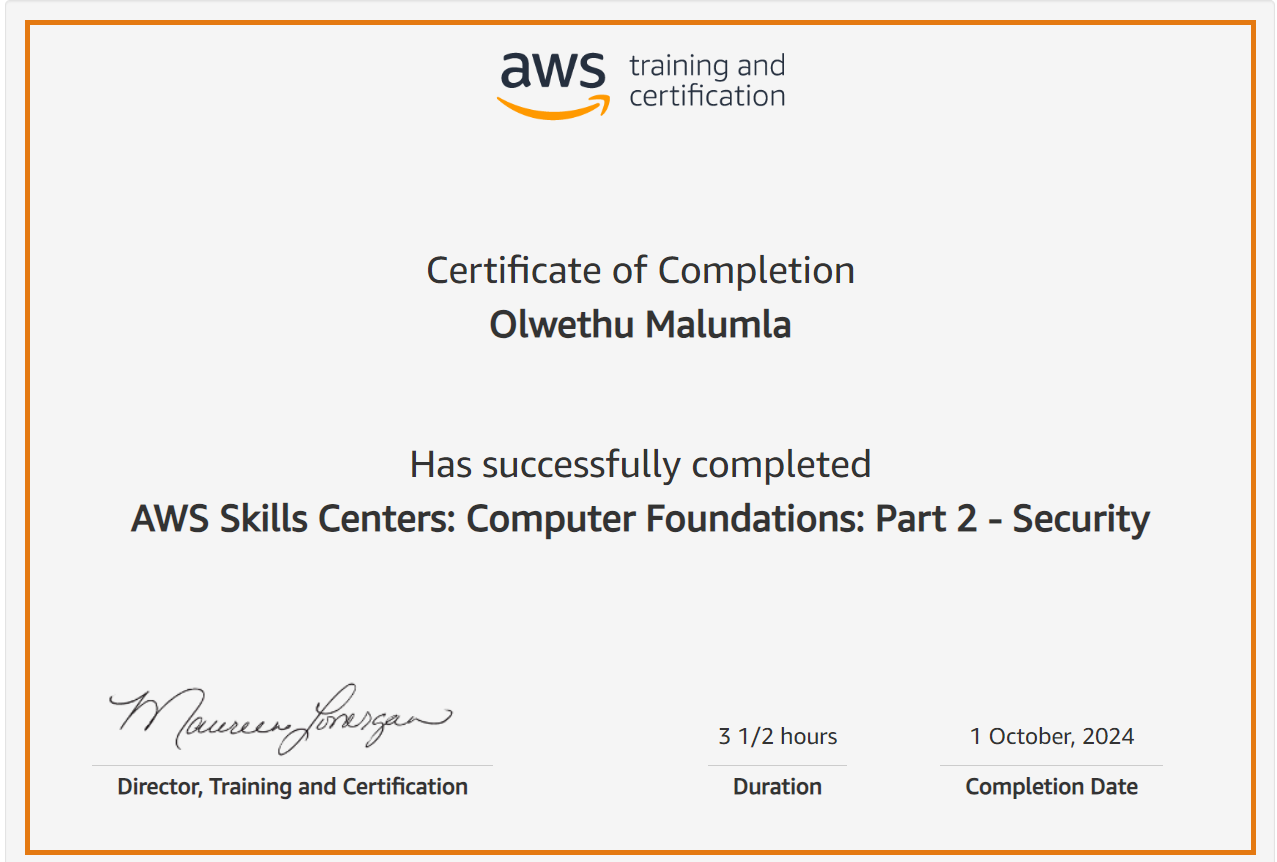 aws training and
certification
Certificate of Completion
Olwethu Malumla
Has successfully completed
AWS Skills Centers: Computer Foundations: Part 2 - Security
Maureen Lonergan
3 1/2 hours
1 October, 2024
Director, Training and Certification
Duration
Completion Date